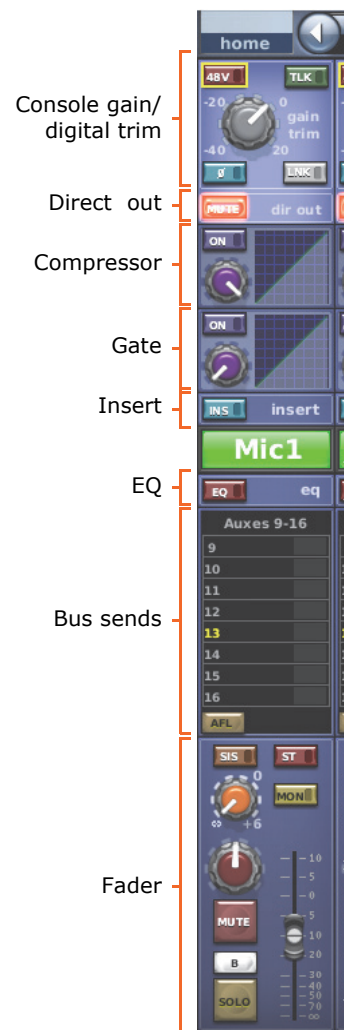 home
Console gain/
digital trim
48V
TLK
-20
0
gain
trim
-40
20
Ø
LNK
Direct out
MUTE
dir out
Compressor
ON
Gate
ON
Insert
INS
insert
Mic1
EQ
EQ
eq
Auxes 9-16
9
10
11
12
Bus sends
13
14
15
16
AFL
SIS
ST
0
MON
∞
+6
10
5
0
Fader
MUTE
5
10
B
20
30
40
SOLO
50
70
∞